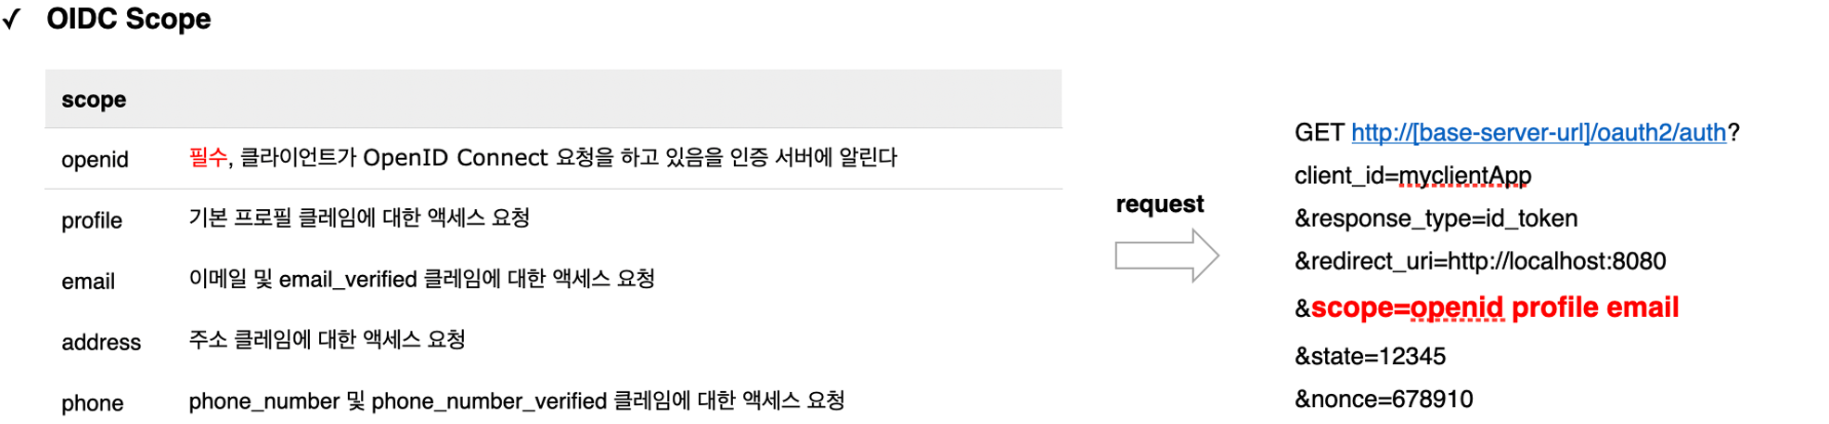 ✓ OIDC Scope
scope
openid 필수, 클라이언트가 OpenID Connect 요청을 하고 있음을 인증 서버에 알린다
profile 기본 프로필 클레임에 대한 액세스 요청
email 이메일 및 email_verified 클레임에 대한 액세스 요청
address 주소 클레임에 대한 액세스 요청
phone phone_number 및 phone_number_verified 클레임에 대한 액세스 요청
request
GET http://[base-server-url]/oauth2/auth?
client_id=myclientApp
&response_type=id_token
&redirect_uri=http://localhost:8080
&scope=openid profile email
&state=12345
&nonce=678910